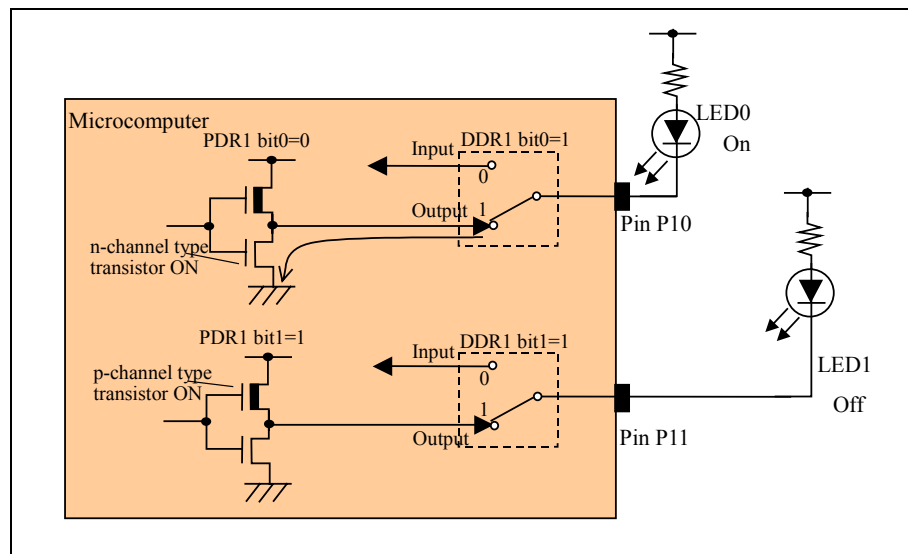 Microcomputer
PDR1 bit0=0
Input
DDR1 bit0=1
0
Output
1
n-channel type
transistor ON
Pin P10
LED0
On
PDR1 bit1=1
Input
DDR1 bit1=1
0
p-channel type
transistor ON
1
Output
Pin P11
LED1
Off